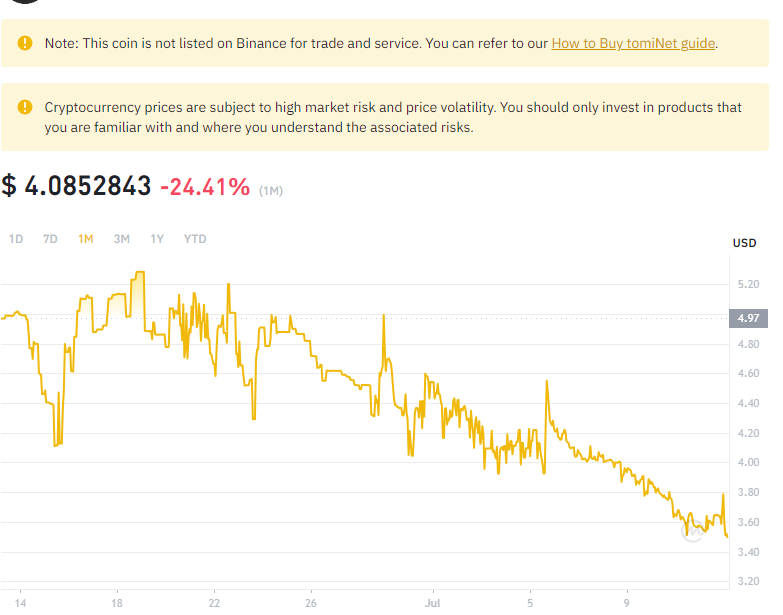 Note: This coin is not listed on Binance for trade and service. You can refer to our How to Buy tomiNet guide.
Cryptocurrency prices are subject to high market risk and price volatility. You should only invest in products that
you are familiar with and where you understand the associated risks.
$ 4.0852843 -24.41% (1M)
1D 7D 1M 3M 1Y YTD
USD
5.20
4.97
4.80
4.60
4.40
4.20
4.00
3.80
3.60
3.40
3.20
14 18 22 26 Jul 5 9